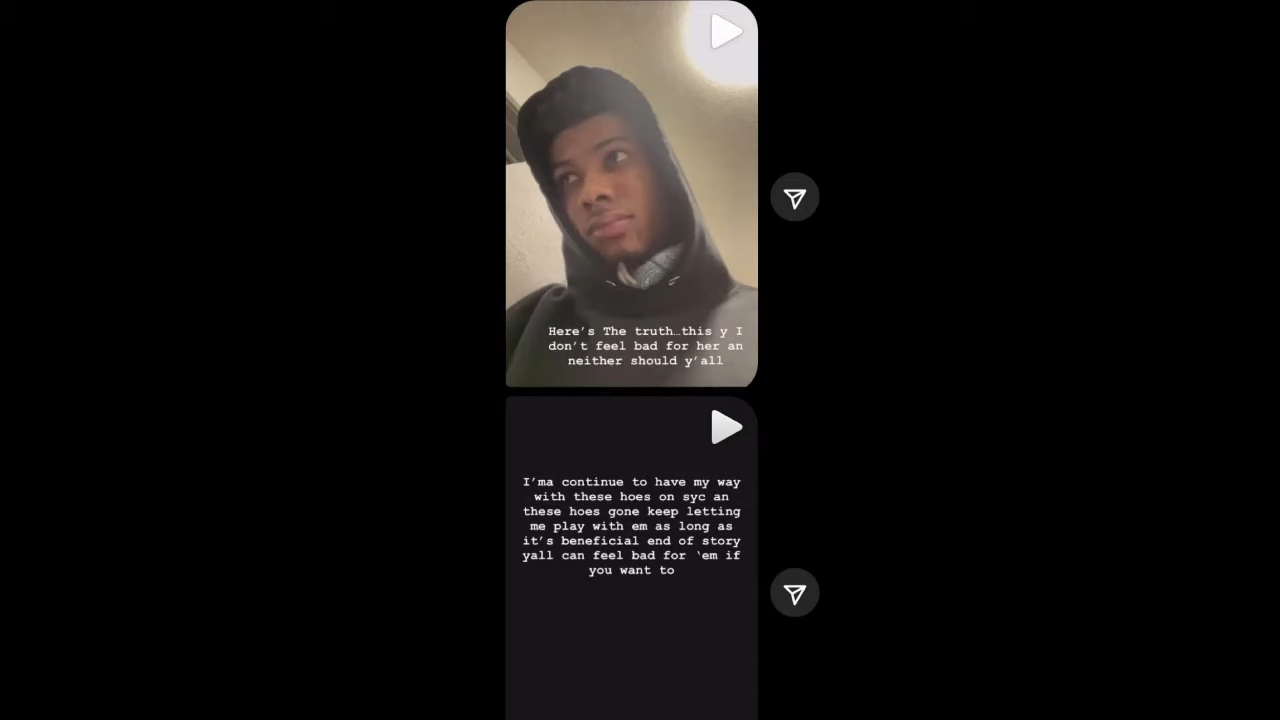 Here's The truth…this y I
don't feel bad for her an
neither should y'all
I'ma continue to have my way
with these hoes on syc an
these hoes gone keep letting
me play with em as long as
it's beneficial end of story
yall can feel bad for 'em if
you want to